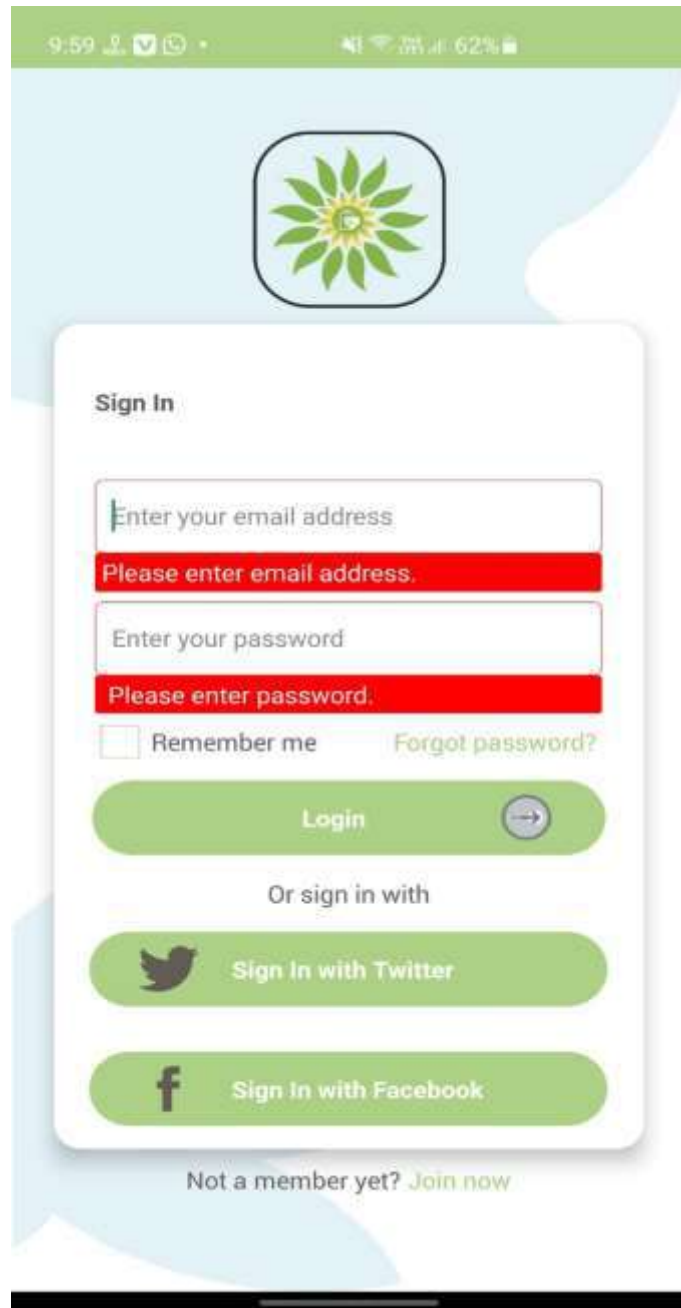 9:59 62%
Sign In
Enter your email address
Please enter email address.
Enter your password
Please enter password.
Remember me Forgot password?
Login
Or sign in with
Sign In with Twitter
Sign In with Facebook
Not a member yet? Join now